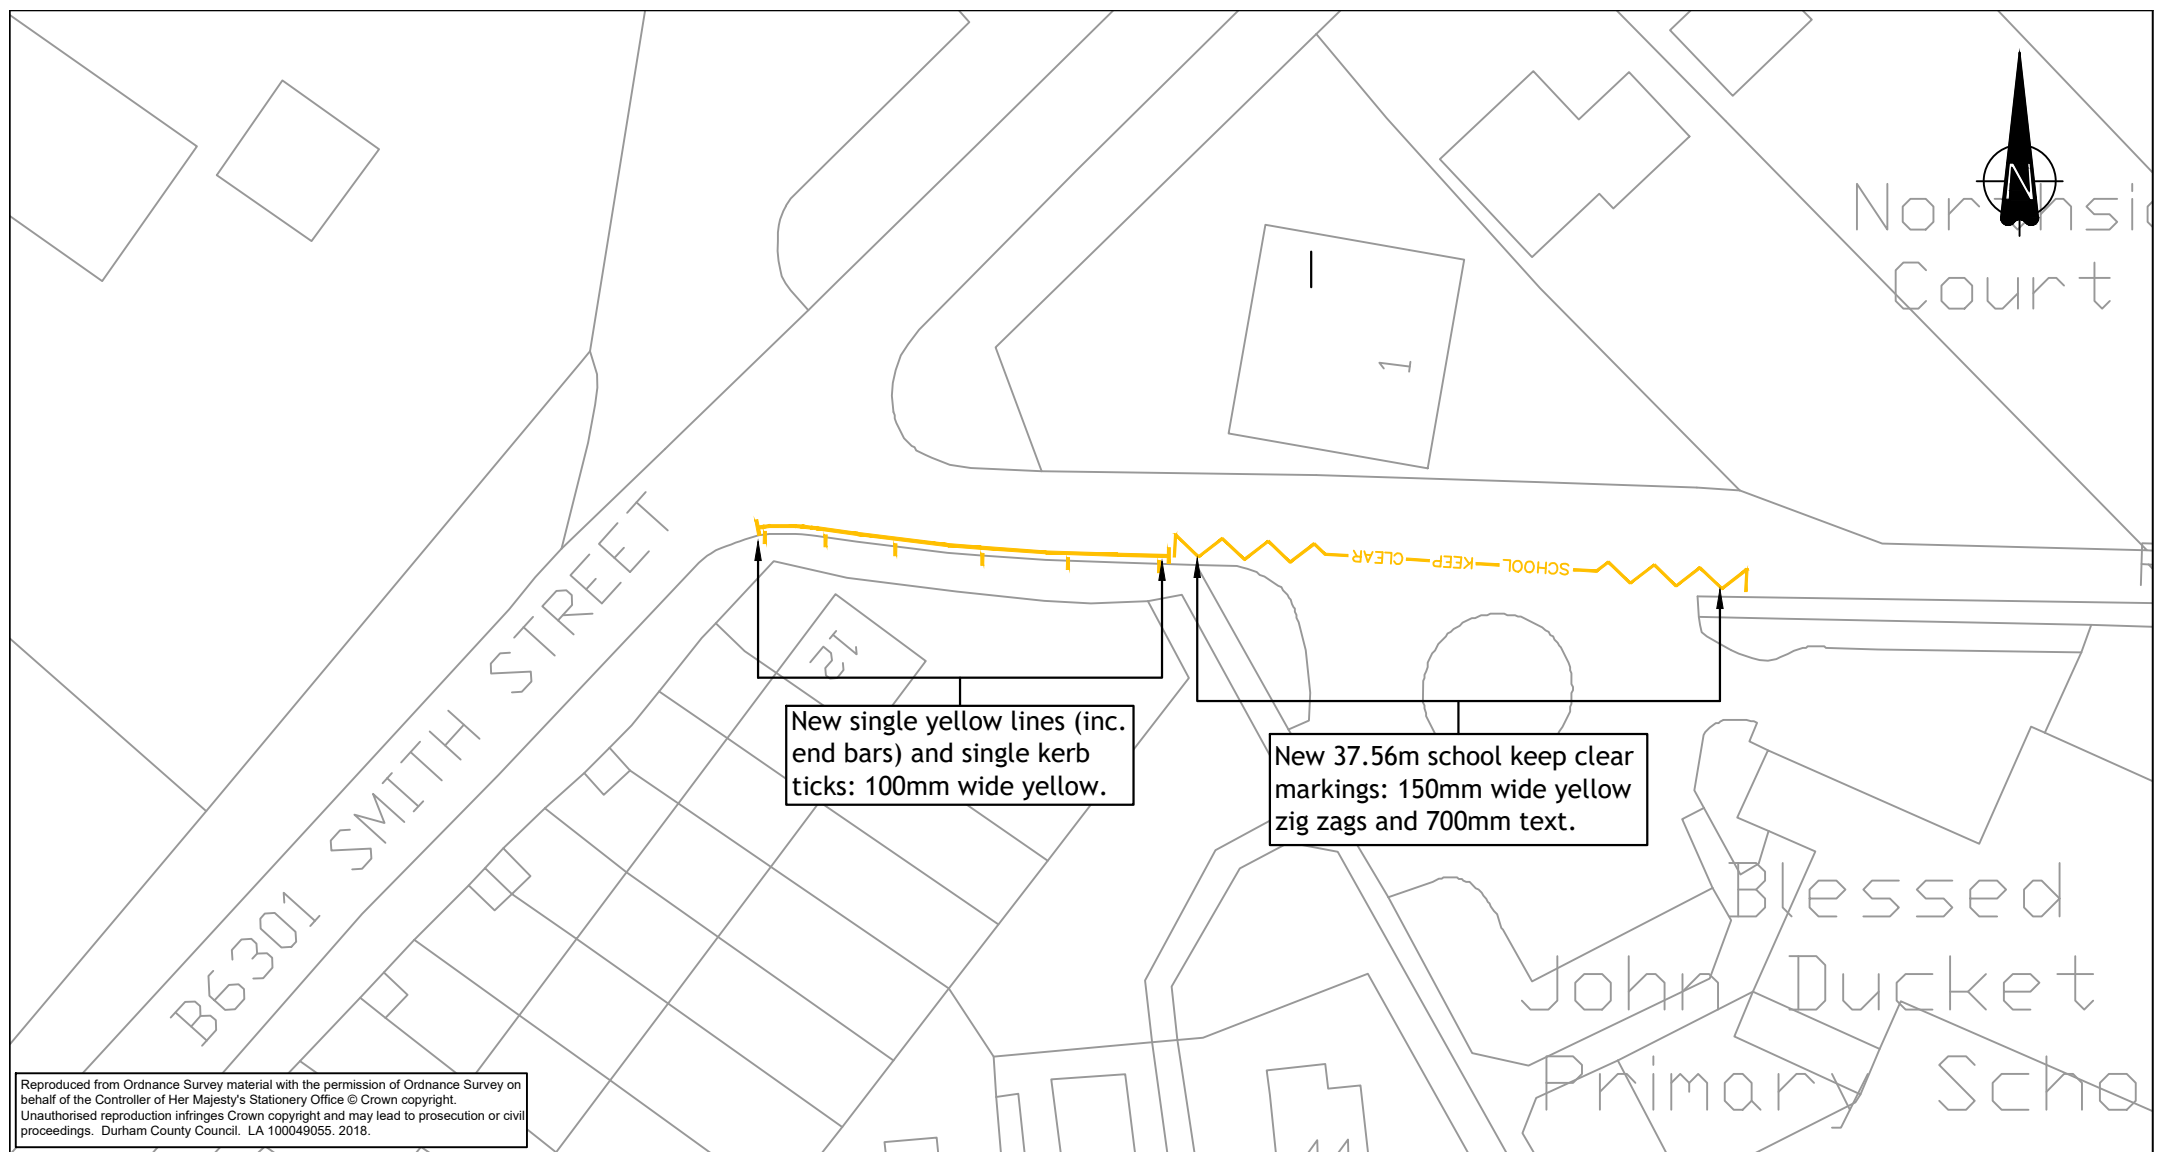 N
Northsi
Court
1
B6301 SMITH STREET
SCHOOL KEEP CLEAR
12
New single yellow lines (inc.
end bars) and single kerb
ticks: 100mm wide yellow.
New 37.56m school keep clear
markings: 150mm wide yellow
zig zags and 700mm text.
Blessed
John Ducket
Primary Scho
44
Reproduced from Ordnance Survey material with the permission of Ordnance Survey on
behalf of the Controller of Her Majesty's Stationery Office © Crown copyright.
Unauthorised reproduction infringes Crown copyright and may lead to prosecution or civil
proceedings. Durham County Council. LA 100049055. 2018.